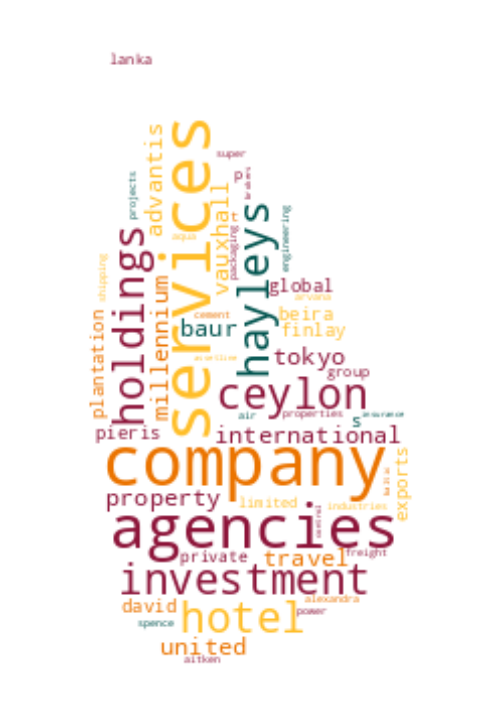 lanka
services
super
advantis
p
brokers
projects
vauxhall
rt
packaging
hayleys
engineering
holdings
aqua
shipping
millennium
global
arvana
cement
baur
beira
finlay
plantation
tokyo
group
ceylon
air
properties
s
insurance
pieris
international
company
exports
property
limited
industries
agencies
control
private
travel
freight
investment
david
hotel
alexandra
power
spence
united
aitken